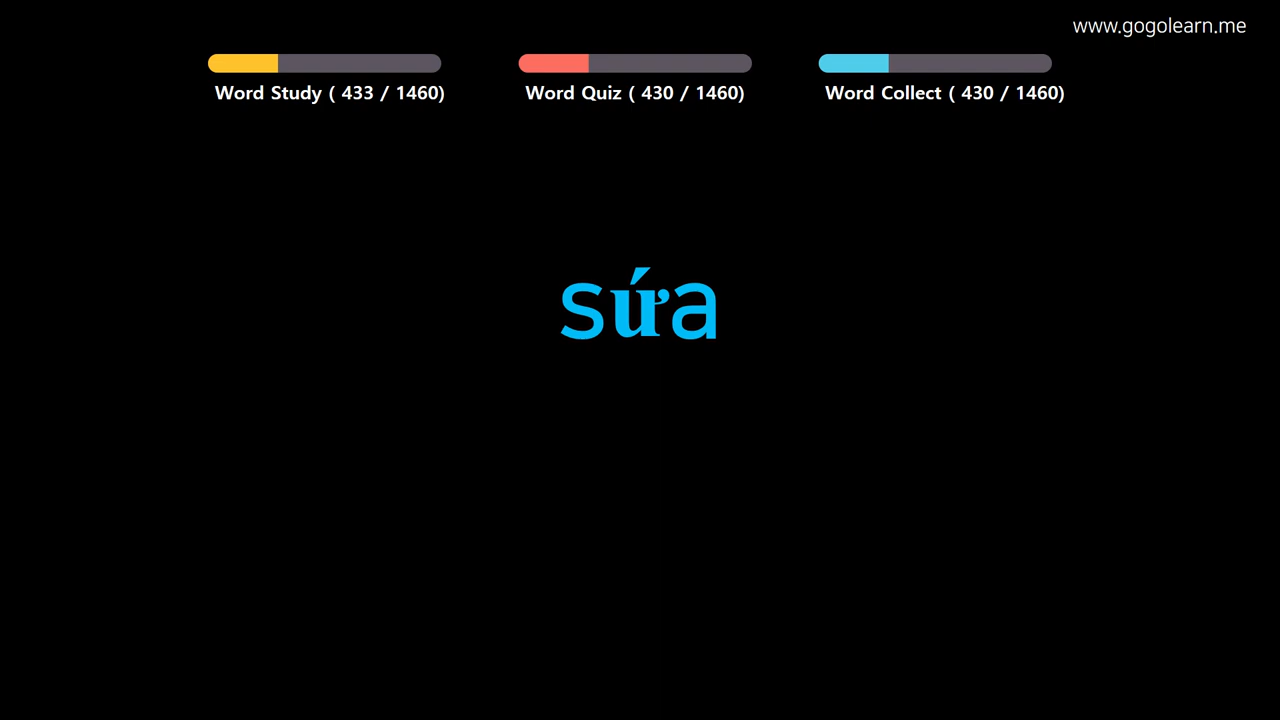 www.gogolearn.me
Word Study ( 433 / 1460)
Word Quiz ( 430 / 1460)
Word Collect ( 430 / 1460)
sứa